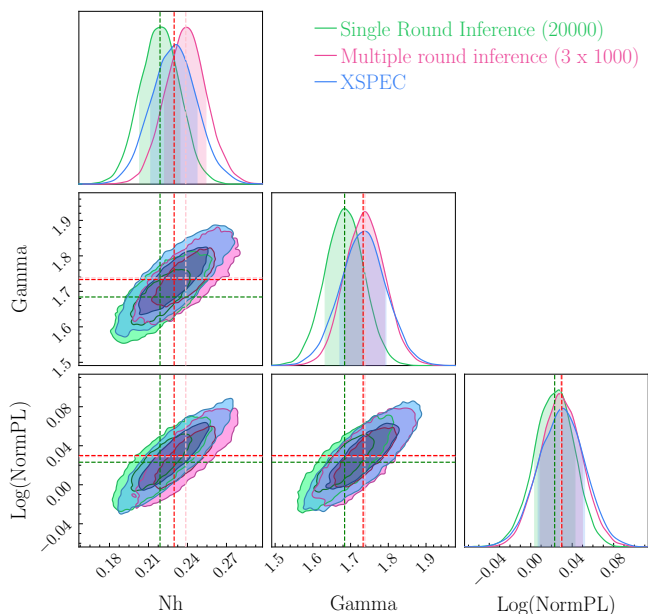 Single Round Inference (20000)
Multiple round inference (3 x 1000)
XSPEC
Gamma
1.9
1.8
1.7
1.6
1.5
Log(NormPL)
0.08
0.04
0.00
−0.04
0.18
0.21
0.24
0.27
1.5
1.6
1.7
1.8
1.9
−0.04
0.00
0.04
0.08
Nh
Gamma
Log(NormPL)